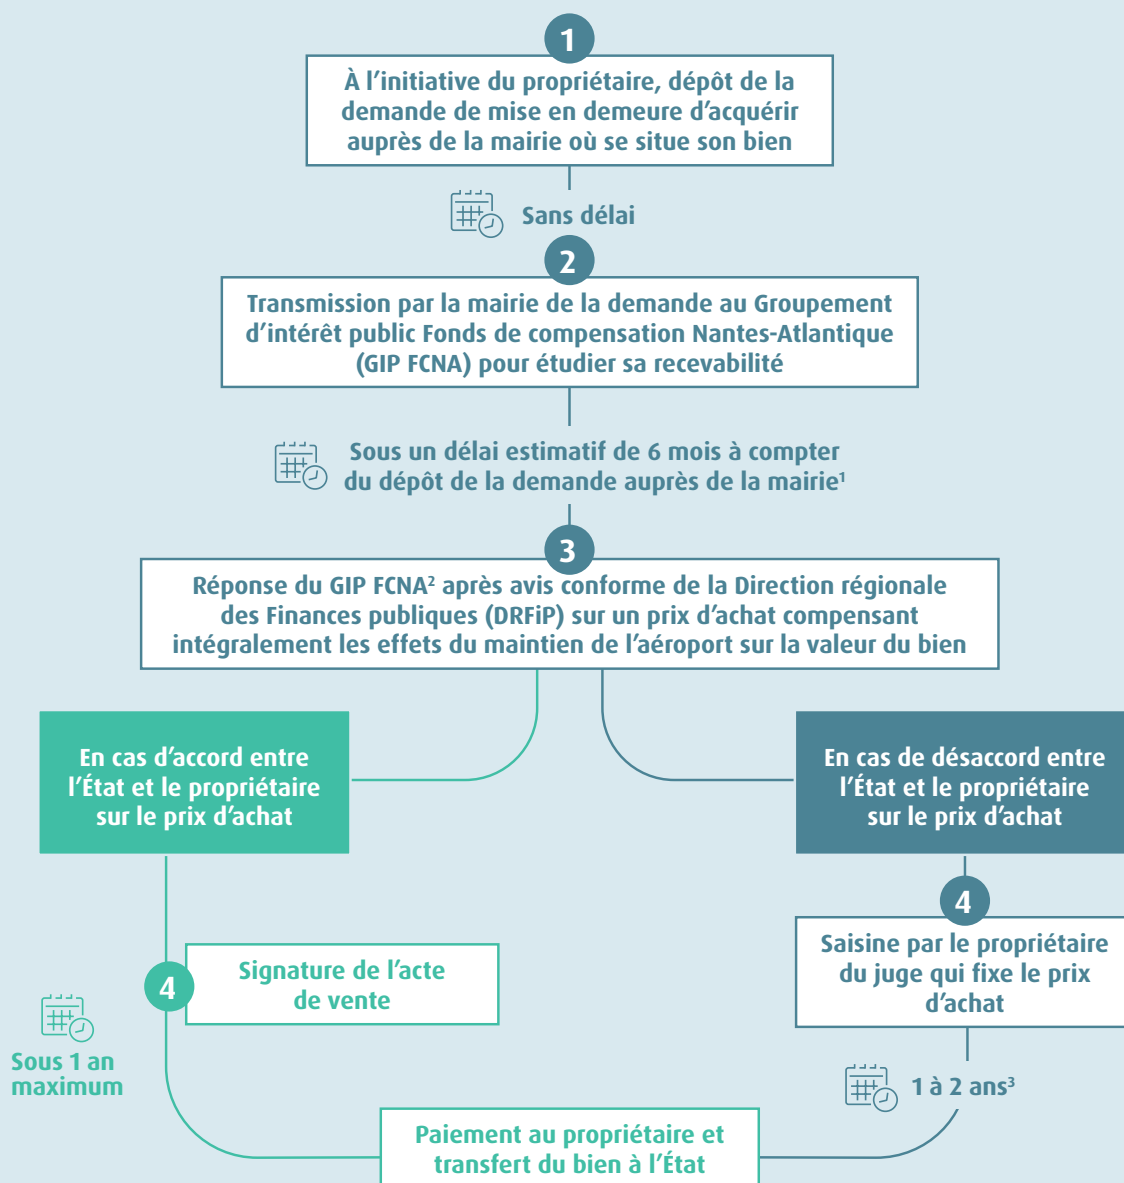 1
À l’initiative du propriétaire, dépôt de la
demande de mise en demeure d’acquérir
auprès de la mairie où se situe son bien
Sans délai
2
Transmission par la mairie de la demande au Groupement
d’intérêt public Fonds de compensation Nantes-Atlantique
(GIP FCNA) pour étudier sa recevabilité
Sous un délai estimatif de 6 mois à compter
du dépôt de la demande auprès de la mairie¹
3
Réponse du GIP FCNA² après avis conforme de la Direction régionale
des Finances publiques (DRFiP) sur un prix d’achat compensant
intégralement les effets du maintien de l’aéroport sur la valeur du bien
En cas d’accord entre
l’État et le propriétaire
sur le prix d’achat
4
Signature de l’acte
de vente
Sous 1 an
maximum
En cas de désaccord entre
l’État et le propriétaire
sur le prix d’achat
4
Saisine par le propriétaire
du juge qui fixe le prix
d’achat
1 à 2 ans³
Paiement au propriétaire et
transfert du bien à l’État